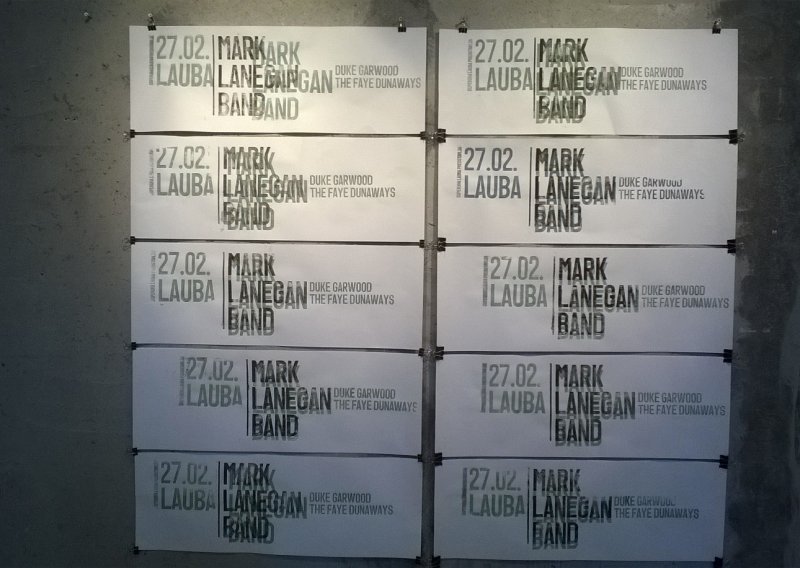 27.02.
LAUBA
MARK
LANEGAN
BAND
DUKE GARWOOD
THE FAYE DUNAWAYS
27.02.
LAUBA
MARK
LANEGAN
BAND
DUKE GARWOOD
THE FAYE DUNAWAYS
27.02.
LAUBA
MARK
LANEGAN
BAND
DUKE GARWOOD
THE FAYE DUNAWAYS
27.02.
LAUBA
MARK
LANEGAN
BAND
DUKE GARWOOD
THE FAYE DUNAWAYS
27.02.
LAUBA
MARK
LANEGAN
BAND
DUKE GARWOOD
THE FAYE DUNAWAYS
27.02.
LAUBA
MARK
LANEGAN
BAND
DUKE GARWOOD
THE FAYE DUNAWAYS
27.02.
LAUBA
MARK
LANEGAN
BAND
DUKE GARWOOD
THE FAYE DUNAWAYS
27.02.
LAUBA
MARK
LANEGAN
BAND
DUKE GARWOOD
THE FAYE DUNAWAYS
27.02.
LAUBA
MARK
LANEGAN
BAND
DUKE GARWOOD
THE FAYE DUNAWAYS
27.02.
LAUBA
MARK
LANEGAN
BAND
DUKE GARWOOD
THE FAYE DUNAWAYS